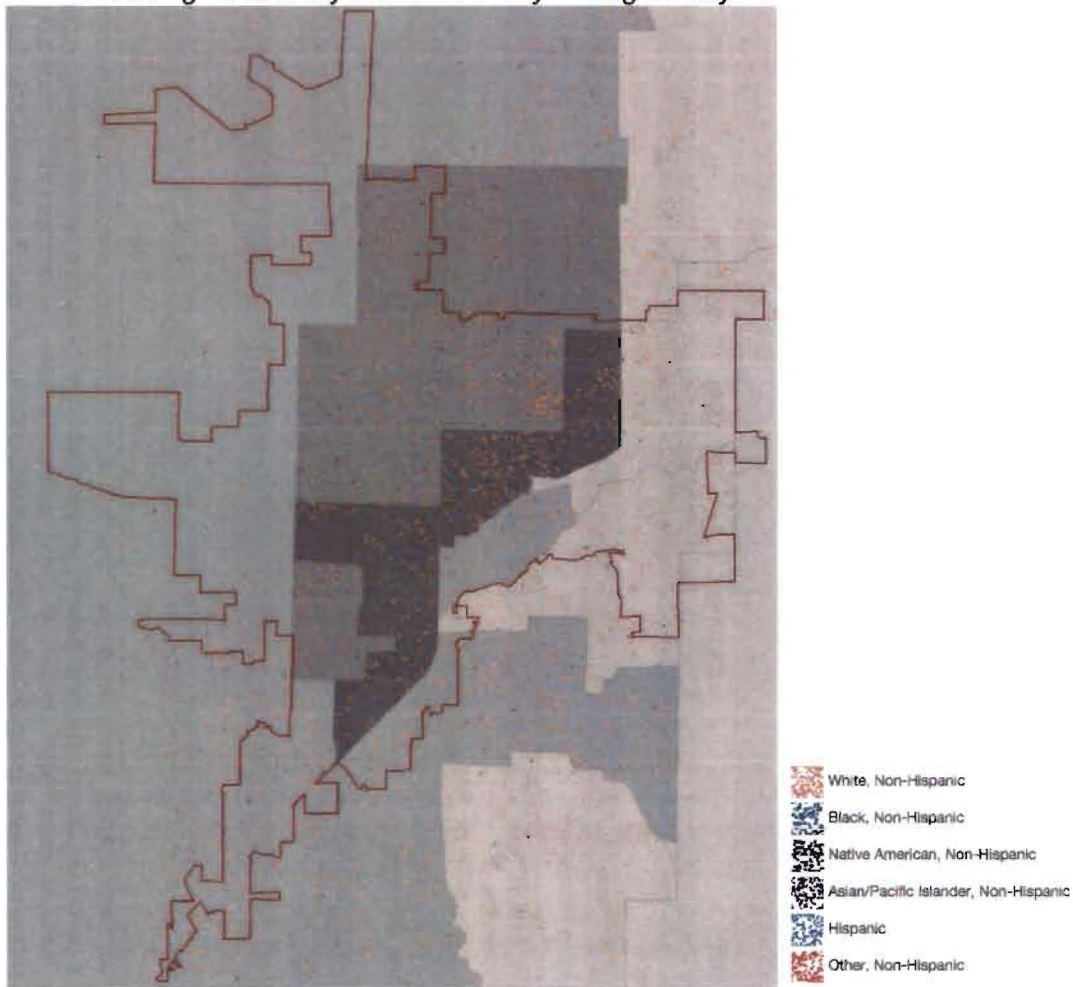 White, Non-Hispanic
Black, Non-Hispanic
Native American, Non-Hispanic
Asian/Pacific Islander, Non-Hispanic
Hispanic
Other, Non-Hispanic